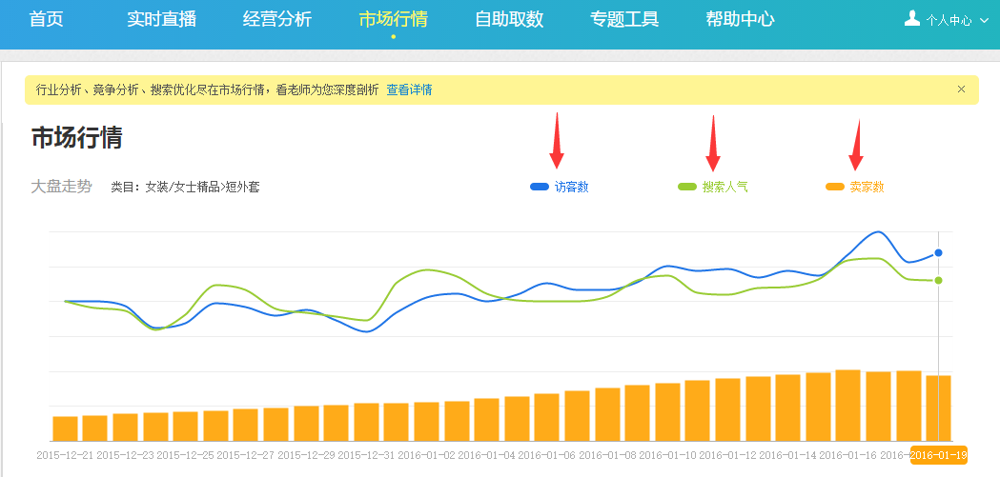 首页 实时直播 经营分析 市场行情 自助取数 专题工具 帮助中心 个人中心
行业分析、竞争分析、搜索优化尽在市场行情，看老师为您深度剖析 查看详情
市场行情
大盘走势 类目：女装/女士精品>短外套 访客数 搜索人气 卖家数
2015-12-21 2015-12-23 2015-12-25 2015-12-27 2015-12-29 2015-12-31 2016-01-02 2016-01-04 2016-01-06 2016-01-08 2016-01-10 2016-01-12 2016-01-14 2016-01-16 2016-0 2016-01-19